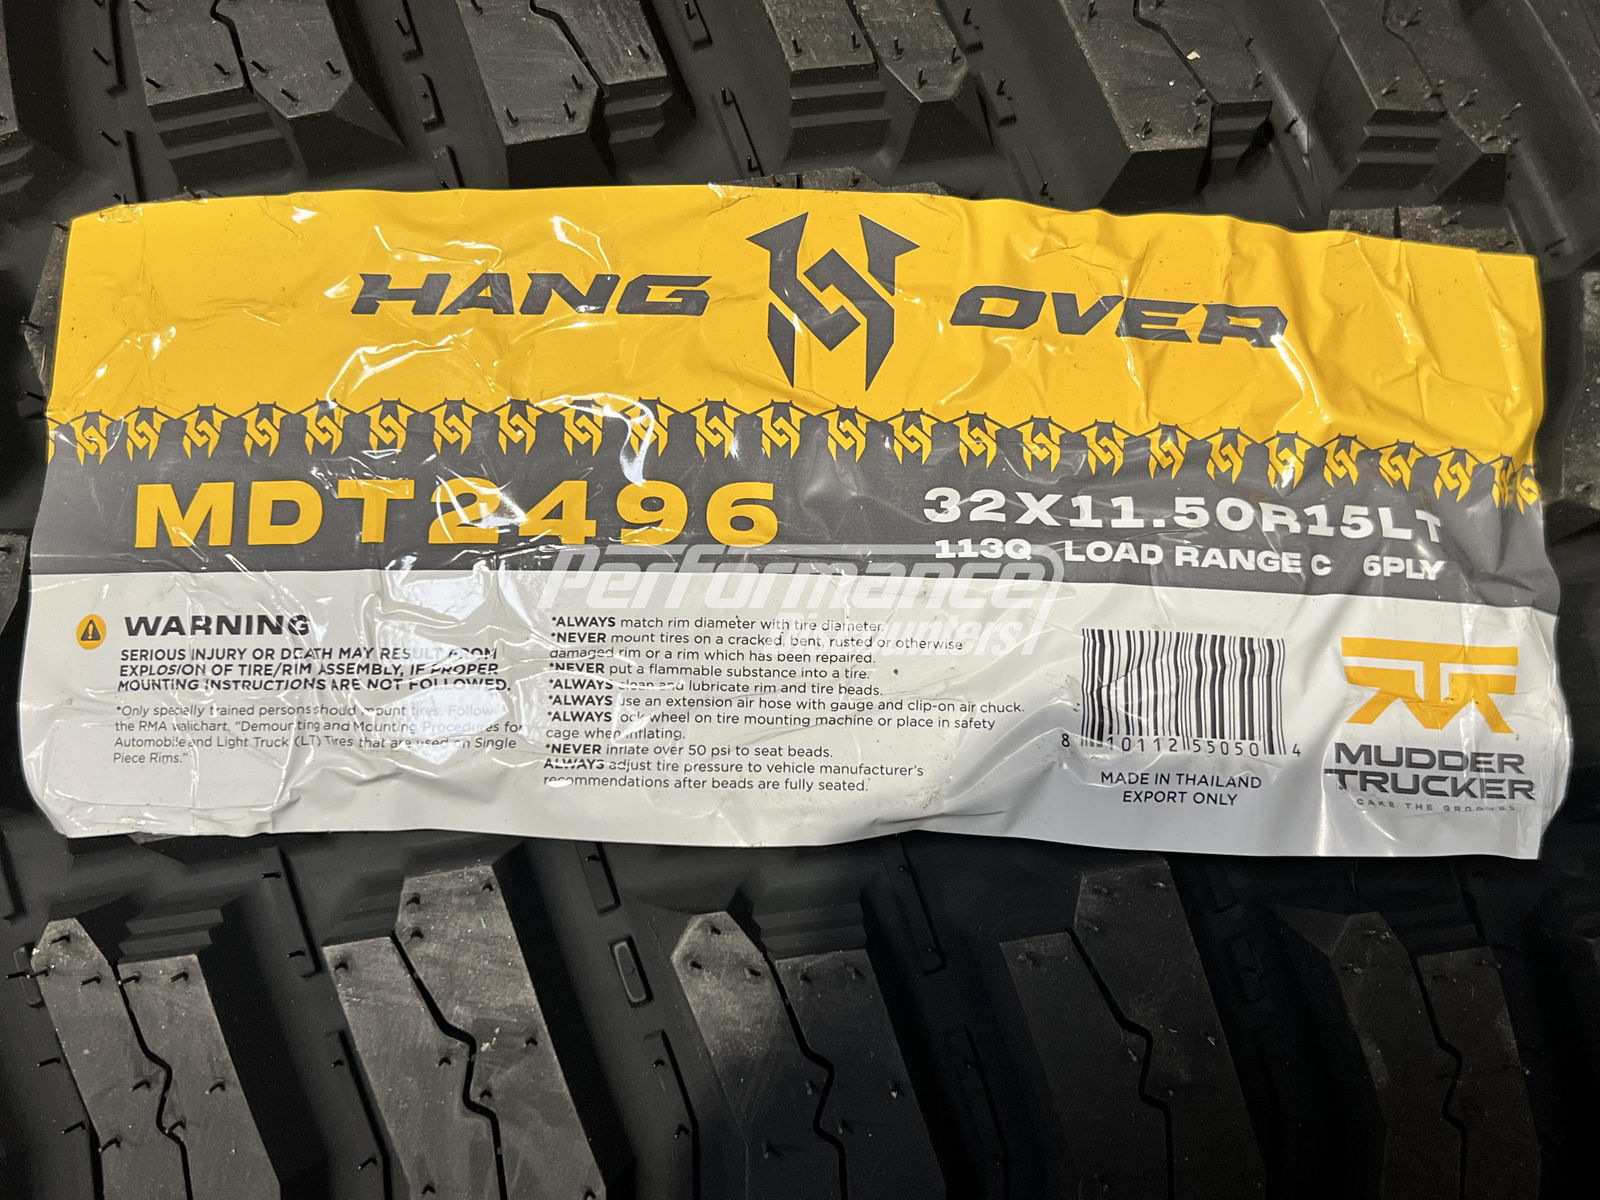 HANG OVER
MDT2496
32X11.50R15LT
113Q LOAD RANGE C 6PLY
Performance
Discounters
WARNING
SERIOUS INJURY OR DEATH MAY RESULT FROM
EXPLOSION OF TIRE/RIM ASSEMBLY, IF PROPER
MOUNTING INSTRUCTIONS ARE NOT FOLLOWED.
*Only specially trained persons should mount tires. Follow
the RMA wallchart, "Demounting and Mounting Procedures for
Automobile and Light Truck (LT) Tires that are used on Single
Piece Rims."
*ALWAYS match rim diameter with tire diameter.
*NEVER mount tires on a cracked, bent, rusted or otherwise
damaged rim or a rim which has been repaired.
*NEVER put a flammable substance into a tire.
*ALWAYS clean and lubricate rim and tire beads.
*ALWAYS use an extension air hose with gauge and clip-on air chuck.
*ALWAYS lock wheel on tire mounting machine or place in safety
cage when inflating.
*NEVER inflate over 50 psi to seat beads.
ALWAYS adjust tire pressure to vehicle manufacturer's
recommendations after beads are fully seated.
8 10112 55050 4
MADE IN THAILAND
EXPORT ONLY
MUDDER
TRUCKER
CAKE THE GROOVES